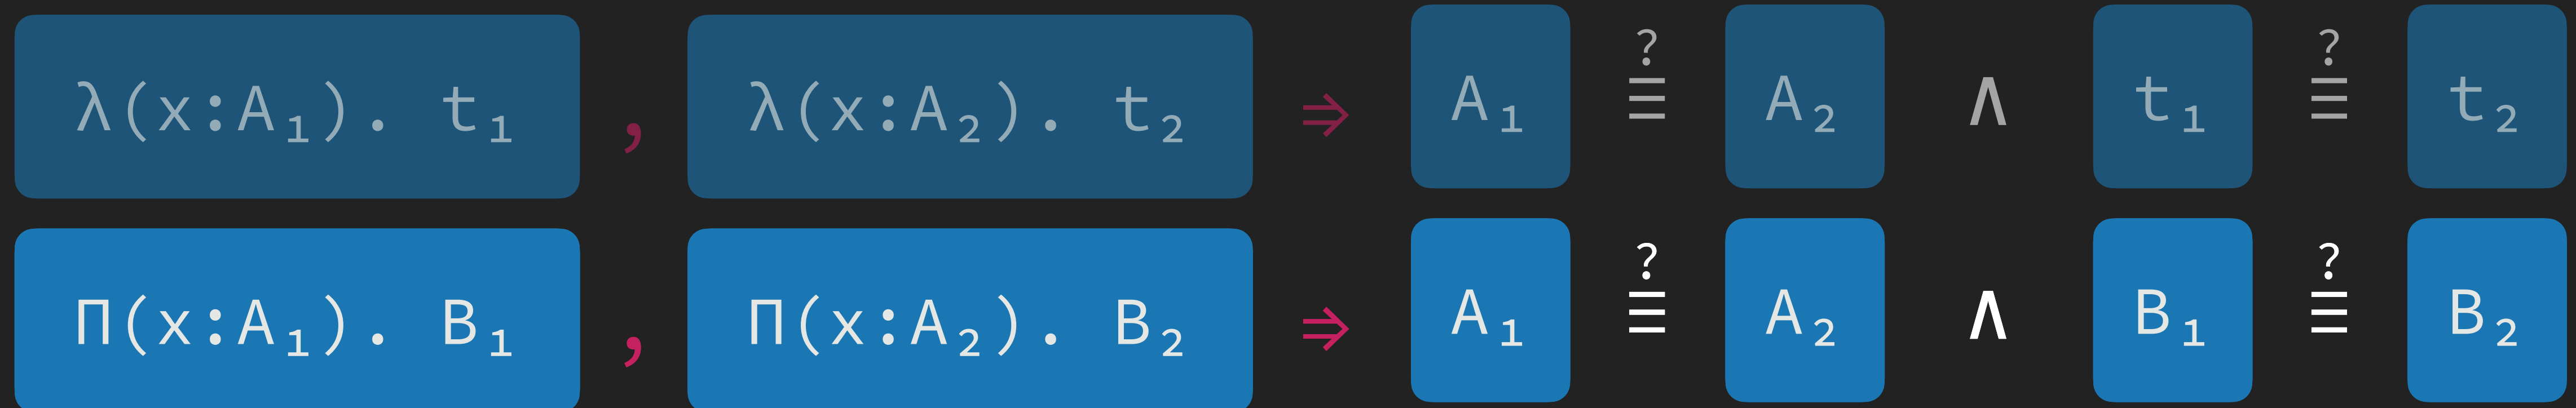 λ(x:A₁). t₁ , λ(x:A₂). t₂ ⇒ A₁ ≟ A₂ ∧ t₁ ≟ t₂
Π(x:A₁). B₁ , Π(x:A₂). B₂ ⇒ A₁ ≟ A₂ ∧ B₁ ≟ B₂